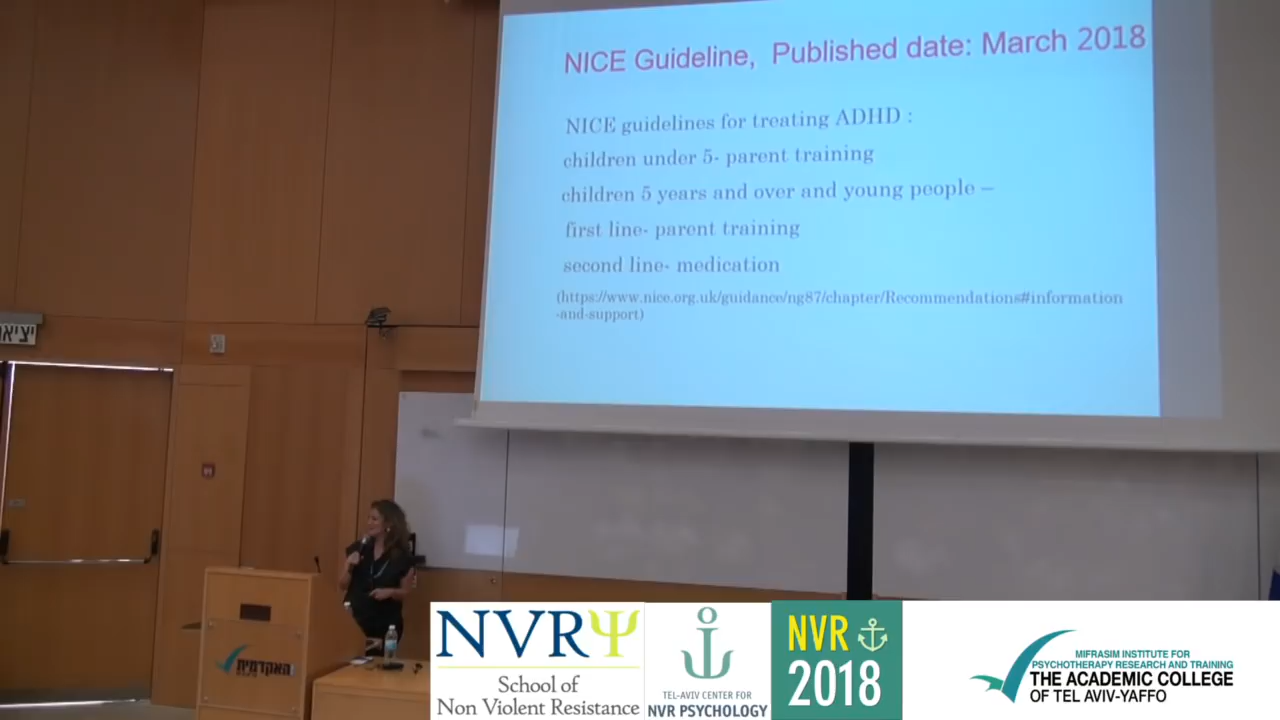 NICE Guideline, Published date: March 2018
NICE guidelines for treating ADHD :
children under 5- parent training
children 5 years and over and young people –
first line- parent training
second line- medication
(https://www.nice.org.uk/guidance/ng87/chapter/Recommendations#information
-and-support)
יציאה
האקדמית
NVRΨ
School of
Non Violent Resistance
TEL-AVIV CENTER FOR
NVR PSYCHOLOGY
NVR
2018
MIFRASIM INSTITUTE FOR
PSYCHOTHERAPY RESEARCH AND TRAINING
THE ACADEMIC COLLEGE
OF TEL AVIV-YAFFO